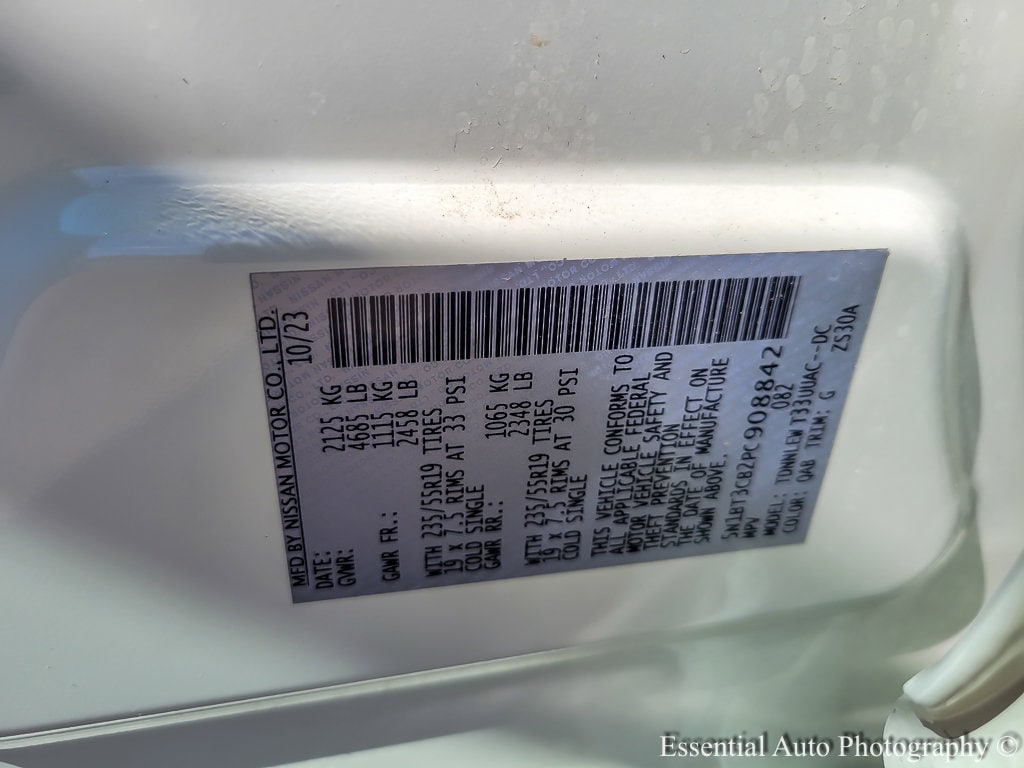 MFD BY NISSAN MOTOR CO., LTD.
DATE: 10/23
GVWR: 2125 KG
4685 LB
GAWR FR.: 1115 KG
2458 LB
WITH 235/55R19 TIRES
19 x 7.5 RIMS AT 33 PSI
COLD SINGLE
GAWR RR.: 1065 KG
2348 LB
WITH 235/55R19 TIRES
19 x 7.5 RIMS AT 30 PSI
COLD SINGLE
THIS VEHICLE CONFORMS TO
ALL APPLICABLE FEDERAL
MOTOR VEHICLE SAFETY AND
THEFT PREVENTION
STANDARDS IN EFFECT ON
THE DATE OF MANUFACTURE
SHOWN ABOVE.
5N1BT3CB2PC908842
MPV 082
MODEL: TDNNLEWT33UUAC--DC
COLOR: QAB TRIM: G ZS30A
Essential Auto Photography ©